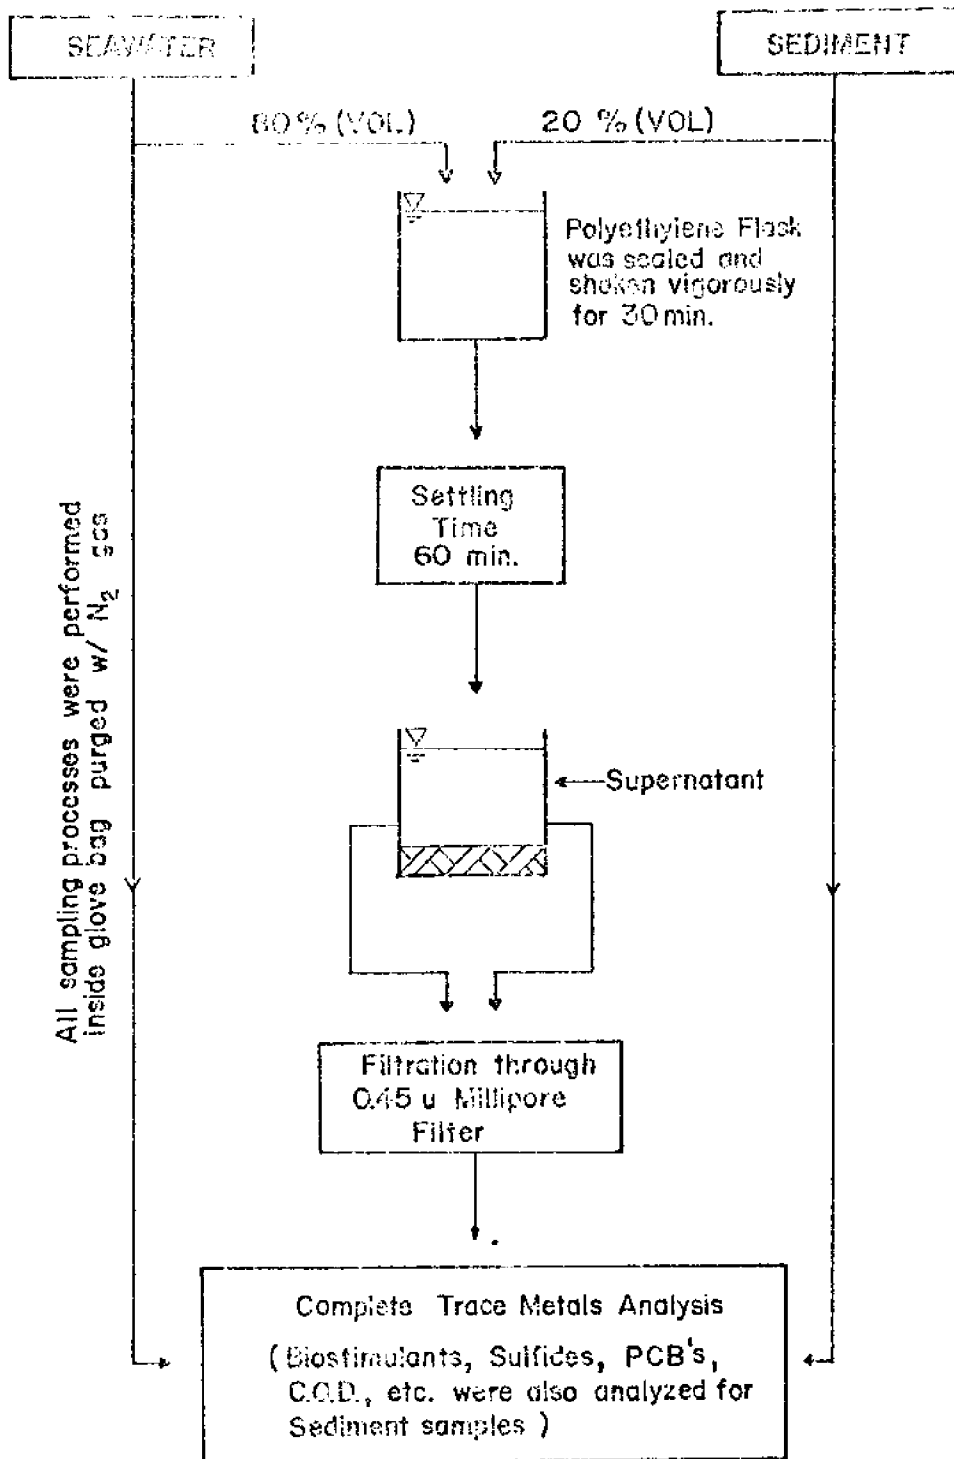 SEAWATER
SEDIMENT
80 % (VOL.)
20 % (VOL)
Polyethylene Flask
was sealed and
shaken vigorously
for 30 min.
Settling
Time
60 min.
All sampling processes were performed
inside glove bag purged w/ N₂ gas
Supernatant
Filtration through
0.45 u Millipore
Filter
Complete Trace Metals Analysis
( Biostimulants, Sulfides, PCB's,
C.O.D., etc. were also analyzed for
Sediment samples )